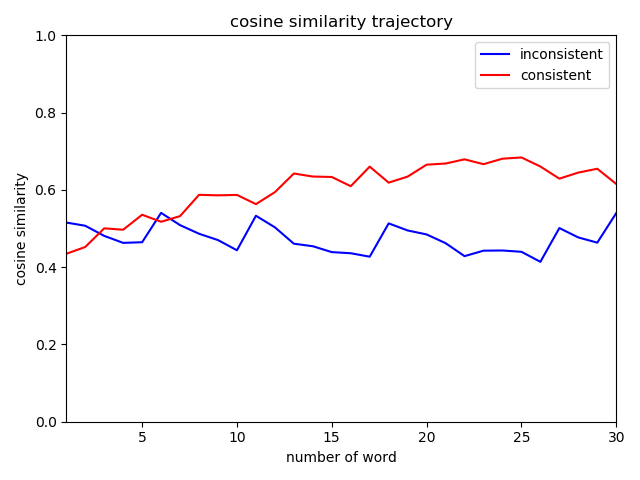 cosine similarity trajectory
inconsistent
consistent
1.0
0.8
0.6
0.4
0.2
0.0
cosine similarity
5
10
15
20
25
30
number of word